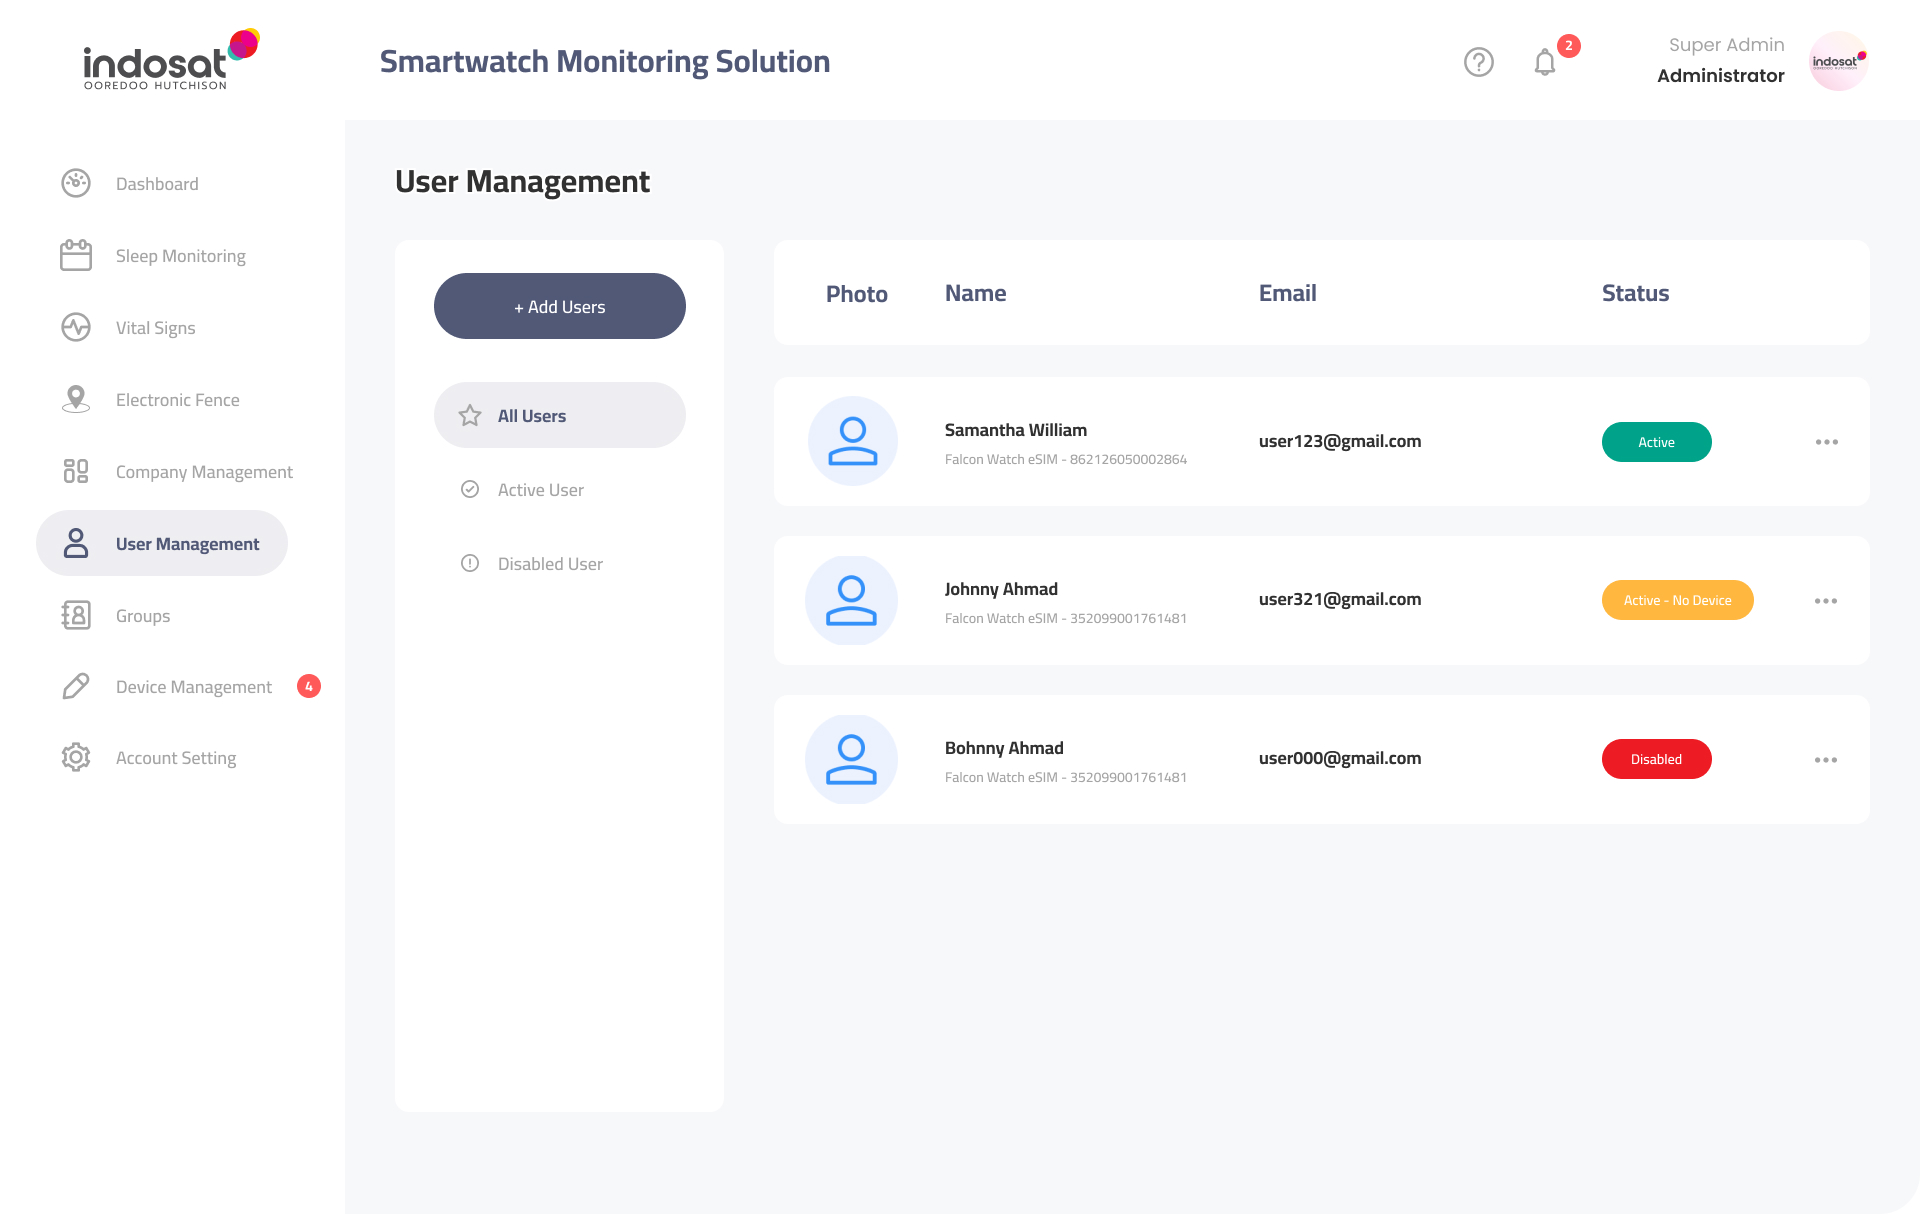 indosat
OOREDOO HUTCHISON
Smartwatch Monitoring Solution
2
Super Admin
Administrator
indosat
OOREDOO HUTCHISON
Dashboard
Sleep Monitoring
Vital Signs
Electronic Fence
Company Management
User Management
Groups
Device Management 4
Account Setting
User Management
+ Add Users
All Users
Active User
Disabled User
Photo Name Email Status
Samantha William
Falcon Watch eSIM - 862126050002864
user123@gmail.com
Active
Johnny Ahmad
Falcon Watch eSIM - 352099001761481
user321@gmail.com
Active - No Device
Bohnny Ahmad
Falcon Watch eSIM - 352099001761481
user000@gmail.com
Disabled